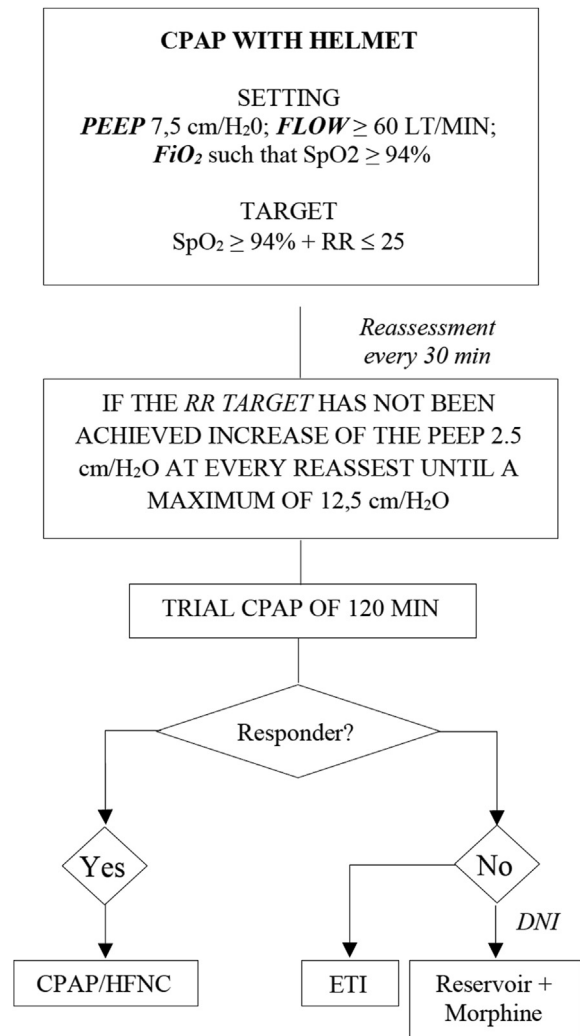 CPAP WITH HELMET
SETTING
PEEP 7,5 cm/H₂0; FLOW ≥ 60 LT/MIN;
FiO₂ such that SpO2 ≥ 94%
TARGET
SpO₂ ≥ 94% + RR ≤ 25
Reassessment
every 30 min
IF THE RR TARGET HAS NOT BEEN
ACHIEVED INCREASE OF THE PEEP 2.5
cm/H₂O AT EVERY REASSEST UNTIL A
MAXIMUM OF 12,5 cm/H₂O
TRIAL CPAP OF 120 MIN
Responder?
Yes
No
DNI
CPAP/HFNC
ETI
Reservoir +
Morphine